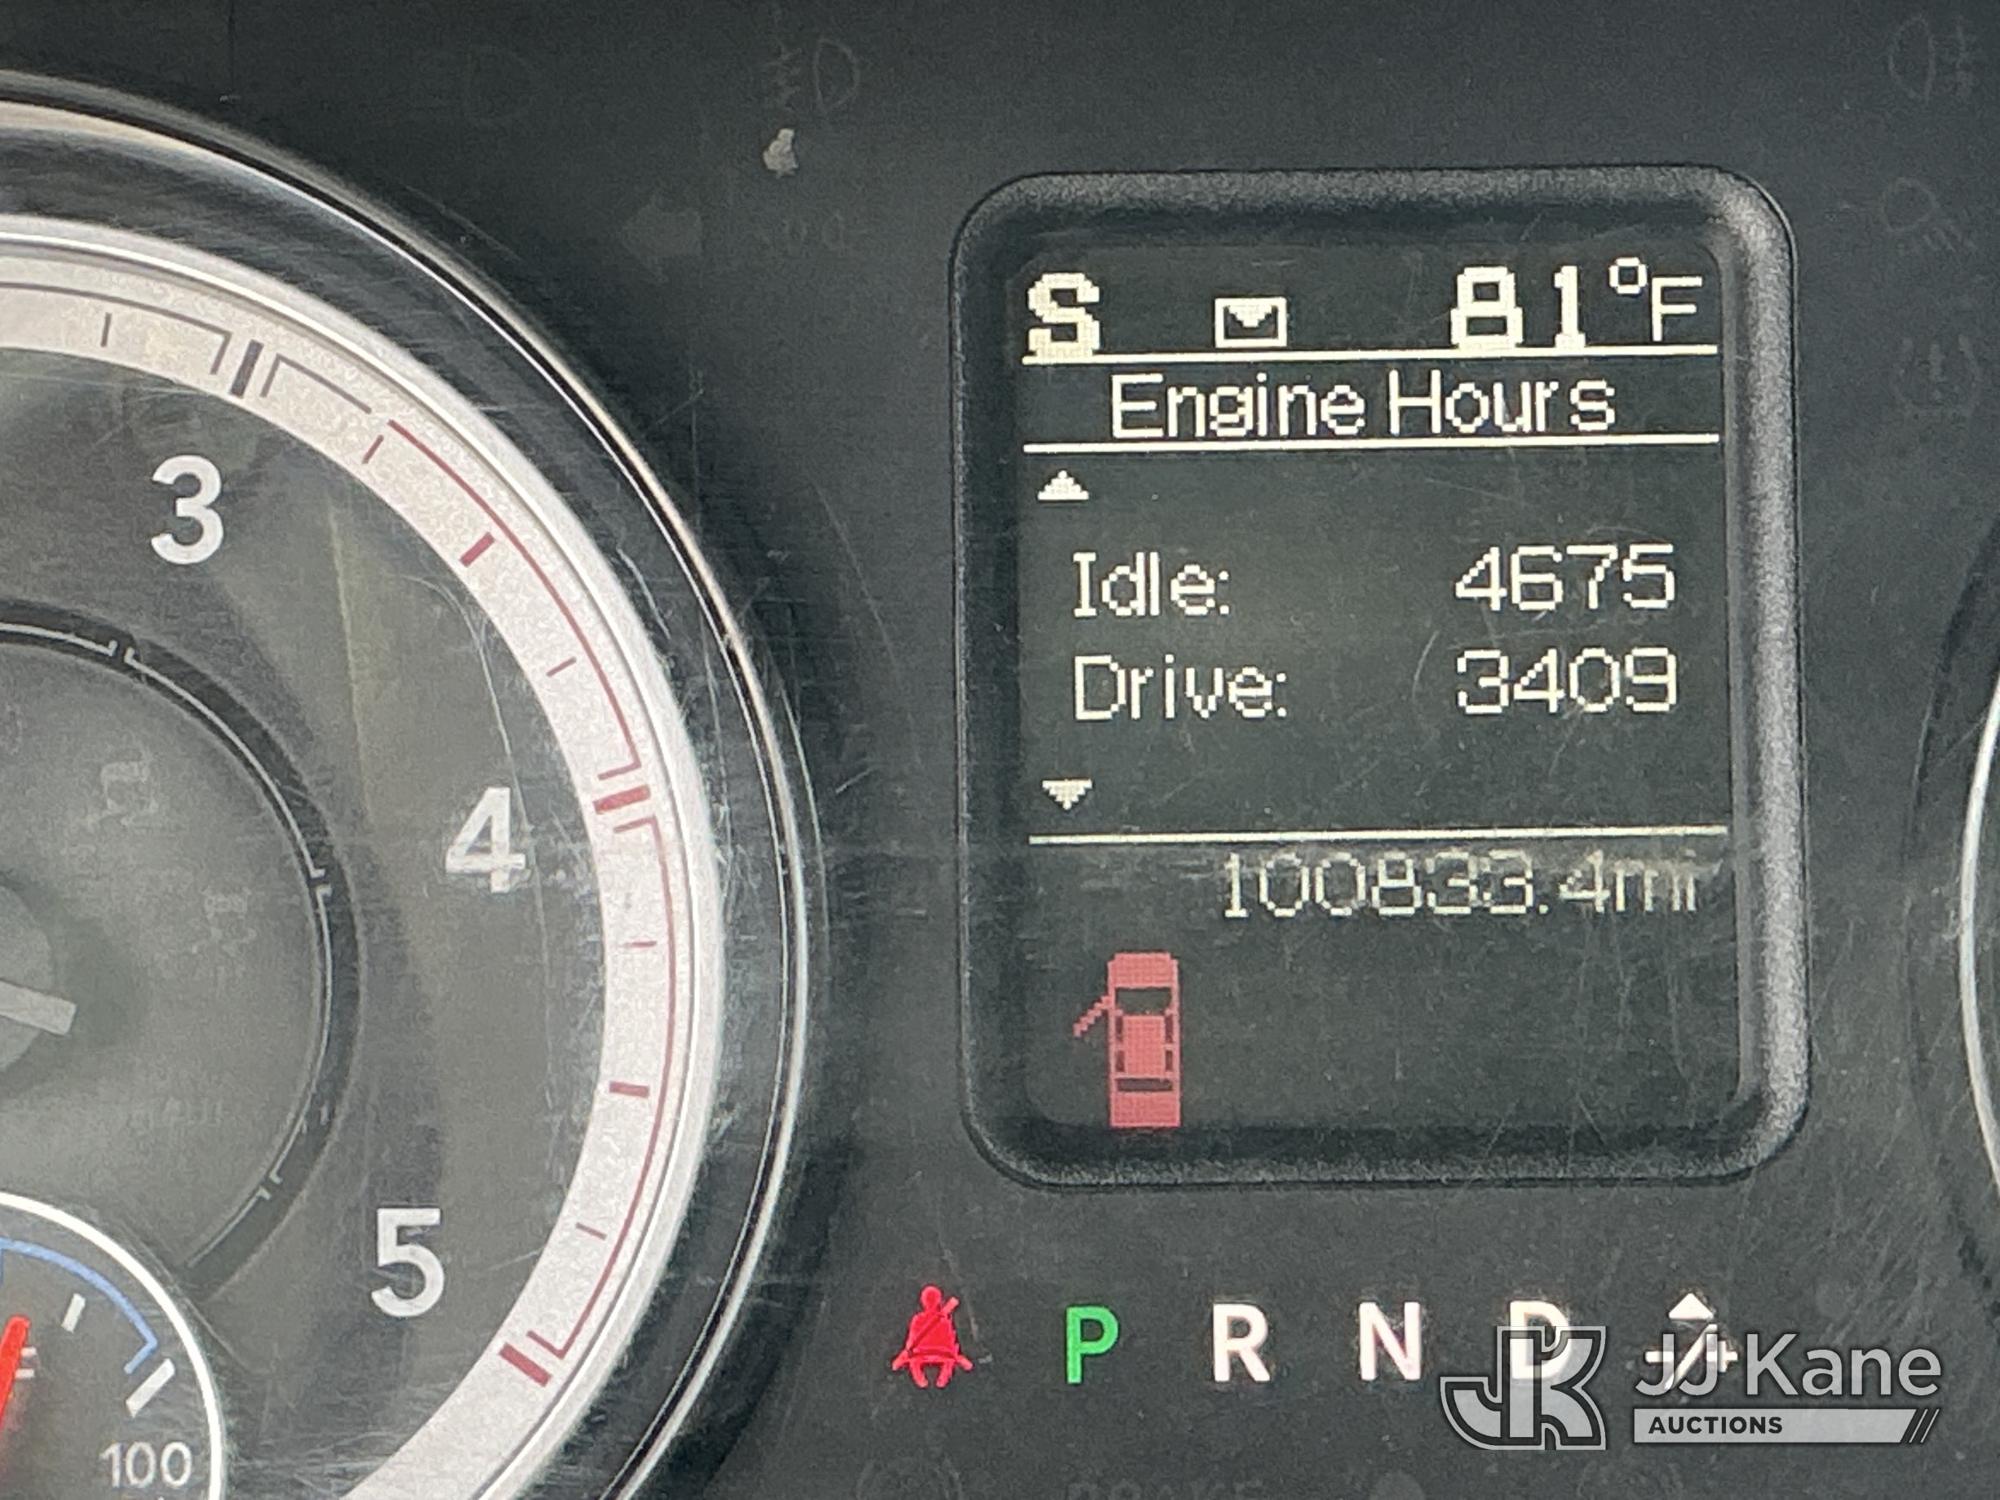 S 81°F
Engine Hours
Idle: 4675
Drive: 3409
100833.4mi
3
4
5
P R N D
100
JJ Kane
AUCTIONS